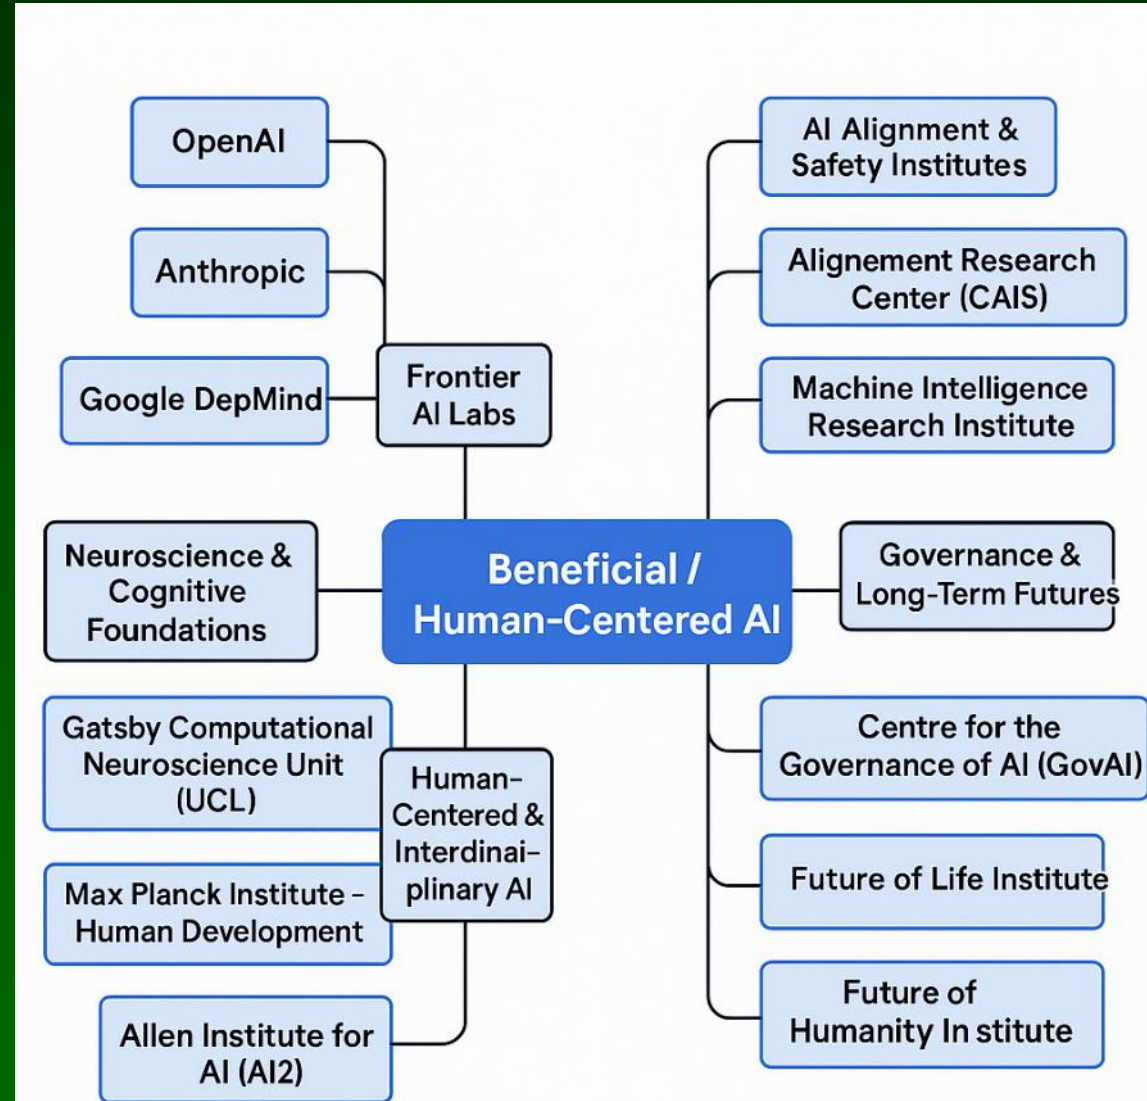 OpenAI
Anthropic
Google DepMind
Frontier
AI Labs
AI Alignment &
Safety Institutes
Alignement Research
Center (CAIS)
Machine Intelligence
Research Institute
Neuroscience &
Cognitive
Foundations
Beneficial /
Human-Centered AI
Governance &
Long-Term Futures
Gatsby Computational
Neuroscience Unit
(UCL)
Max Planck Institute –
Human Development
Allen Institute for
AI (AI2)
Human-
Centered &
Interdinai-
plinary AI
Centre for the
Governance of AI (GovAI)
Future of Life Institute
Future of
Humanity In stitute